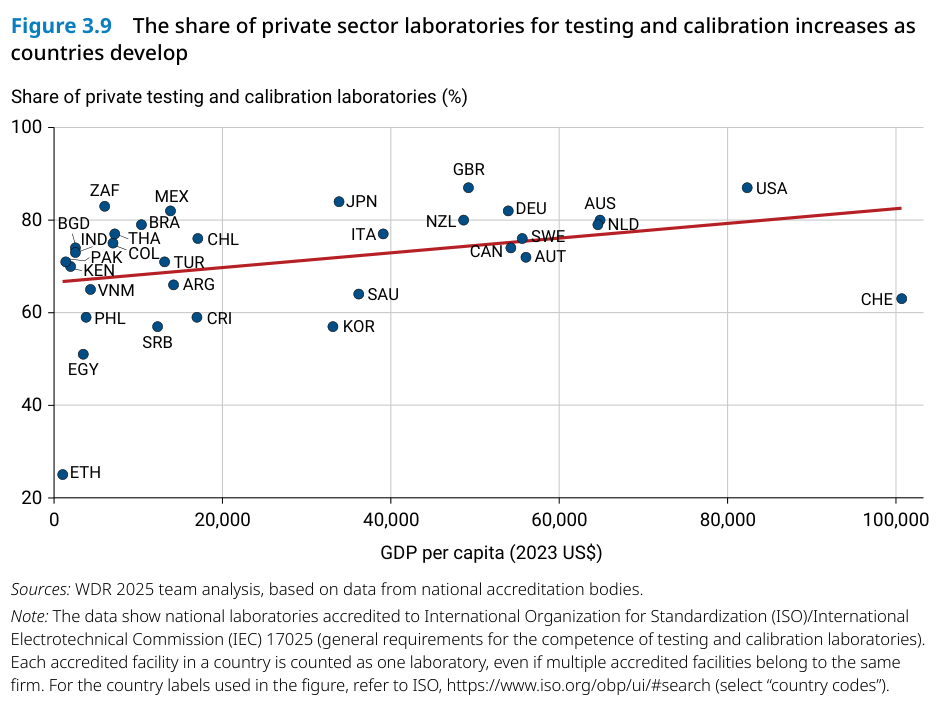 Figure 3.9 The share of private sector laboratories for testing and calibration increases as
countries develop
Share of private testing and calibration laboratories (%)
100
80
60
40
20
0
20,000
40,000
60,000
80,000
100,000
GBR
ZAF
MEX
JPN
DEU
AUS
USA
BGD
BRA
NZL
NLD
IND
THA
CHL
ITA
SWE
COL
CAN
PAK
TUR
AUT
KEN
VNM
ARG
SAU
CHE
PHL
CRI
KOR
SRB
EGY
ETH
GDP per capita (2023 US$)
Sources: WDR 2025 team analysis, based on data from national accreditation bodies.
Note: The data show national laboratories accredited to International Organization for Standardization (ISO)/International
Electrotechnical Commission (IEC) 17025 (general requirements for the competence of testing and calibration laboratories).
Each accredited facility in a country is counted as one laboratory, even if multiple accredited facilities belong to the same
firm. For the country labels used in the figure, refer to ISO, https://www.iso.org/obp/ui/#search (select “country codes”).